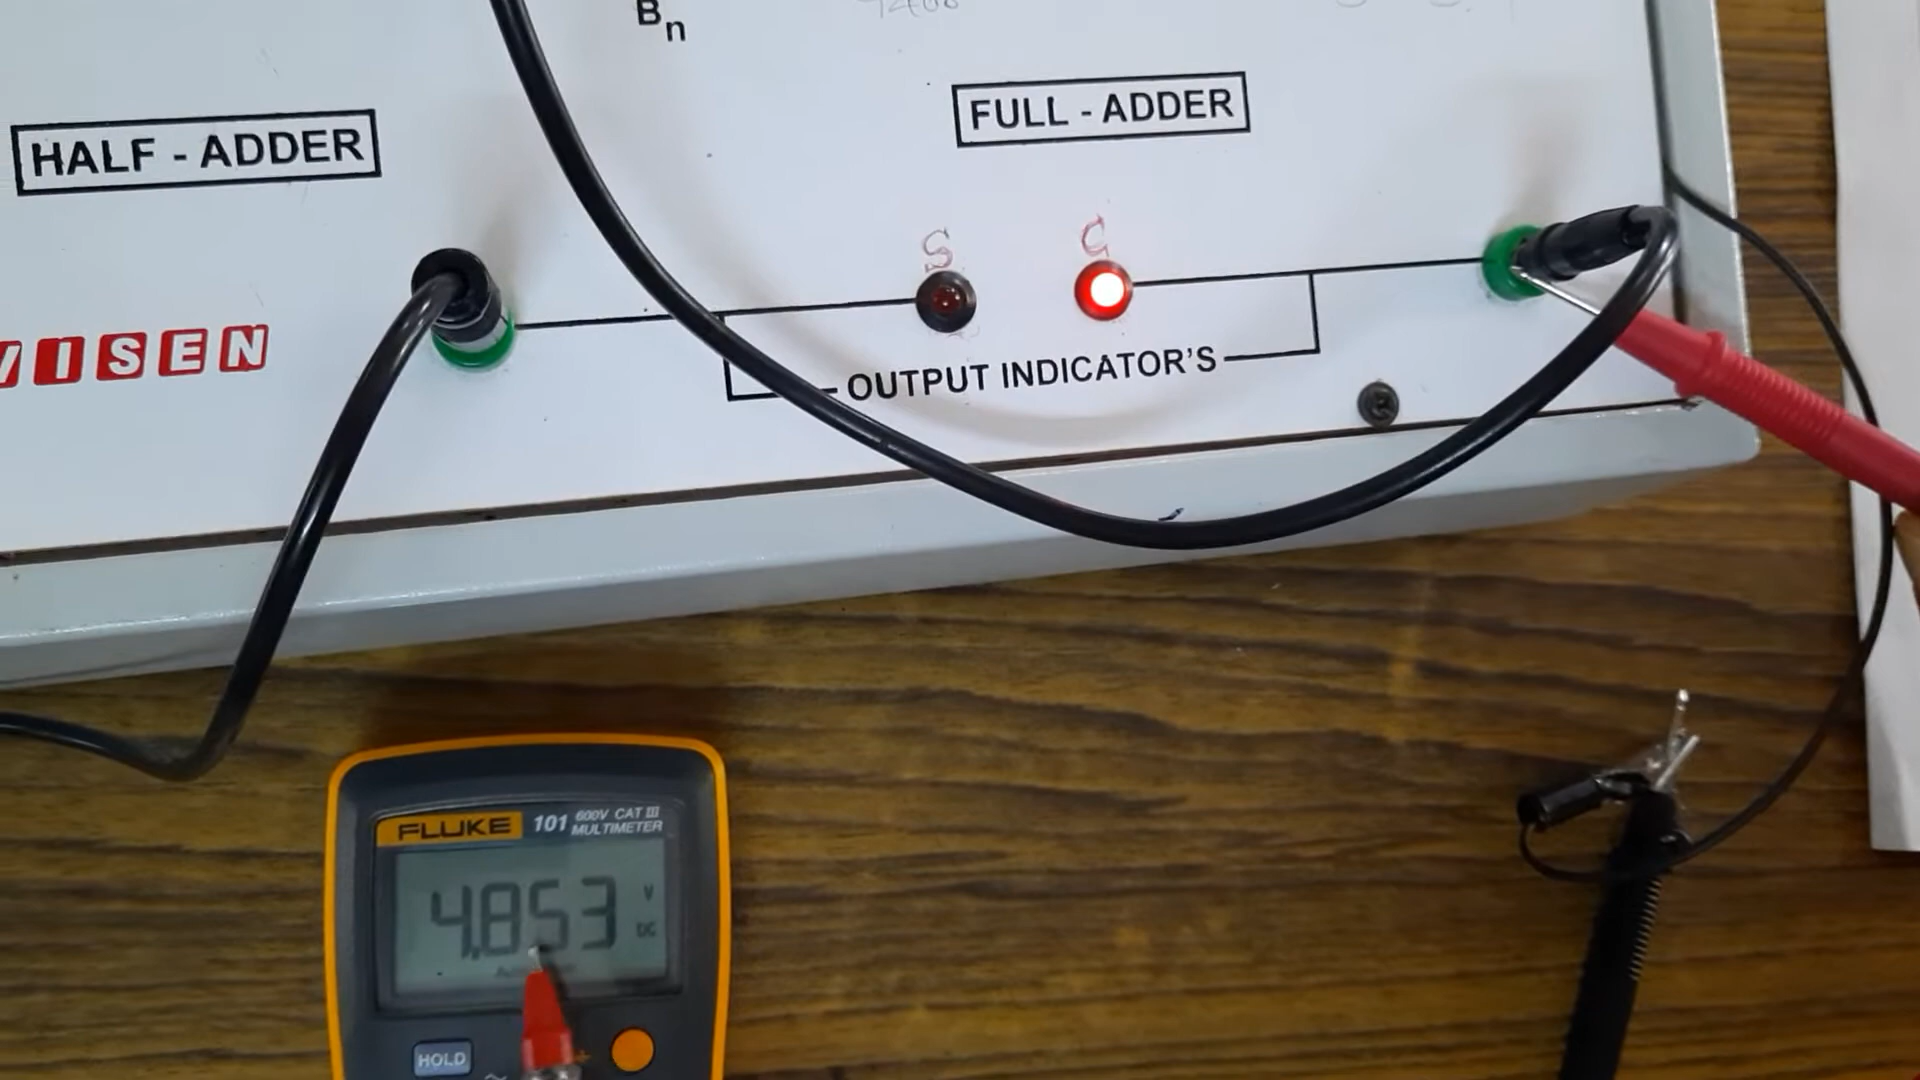 Bn
FULL - ADDER
HALF - ADDER
S
VISEN
OUTPUT INDICATOR'S
FLUKE 101 600V CAT III
MULTIMETER
4.853 V
DC
HOLD